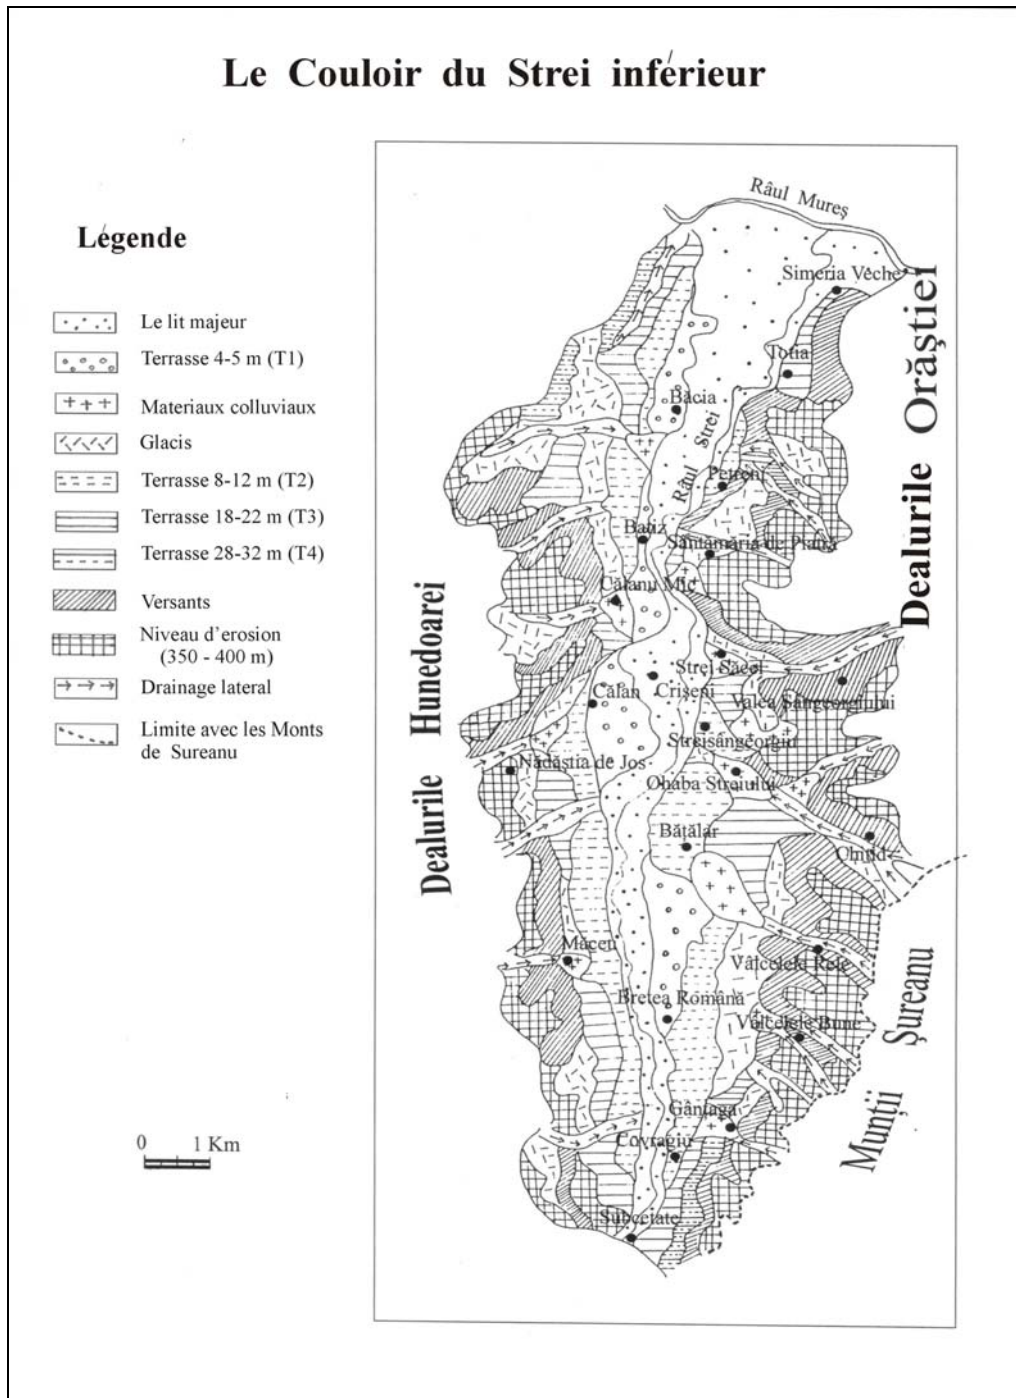 Le Couloir du Strei inférieur
Légende
Le lit majeur
Terrasse 4-5 m (T1)
Materiaux colluviaux
Glacis
Terrasse 8-12 m (T2)
Terrasse 18-22 m (T3)
Terrasse 28-32 m (T4)
Versants
Niveau d'erosion
(350 - 400 m)
Drainage lateral
Limite avec les Monts
de Sureanu
0 1 Km
Râul Mureş
Simeria Veche
Dealurile Orăştiei
Totia
Băcia
Râul Strei
Petreni
Batiz
Sântămăria de Piatră
Călanu Mic
Dealurile Hunedoarei
Strei Săcel
Călan
Criseni
Valea Sângeorgiului
Streisângeorgiu
Nădăştia de Jos
Ohaba Streiului
Băţălar
Chitid
Măceu
Vâlcelele Rele
Bretea Română
Vâlcelele Bune
Munţii Şureanu
Gânţaga
Covragiu
Subcetate